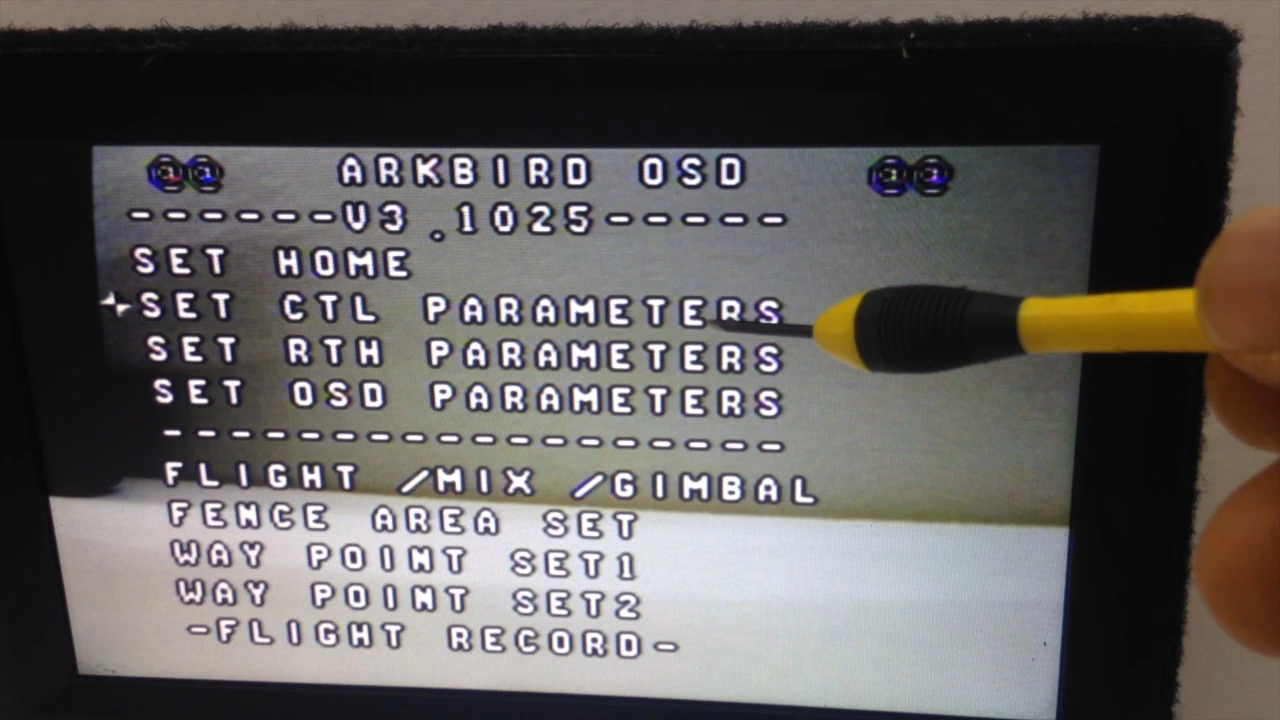 @@ ARKBIRD OSD @@
------V3.1025-----
SET HOME
SET CTL PARAMETERS
SET RTH PARAMETERS
SET OSD PARAMETERS
-------------------
FLIGHT /MIX /GIMBAL
FENCE AREA SET
WAY POINT SET1
WAY POINT SET2
-FLIGHT RECORD-